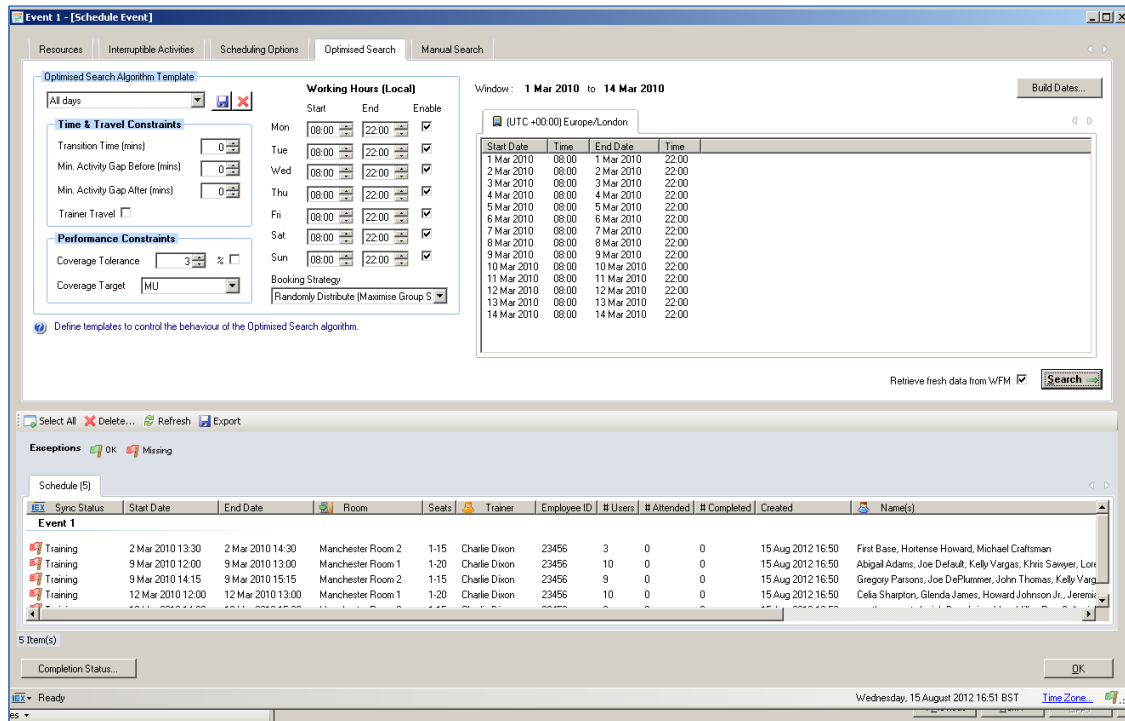 Event 1 - [Schedule Event]
Resources Interruptible Activities Scheduling Options Optimised Search Manual Search
Optimised Search Algorithm Template
All days
Time & Travel Constraints
Transition Time (mins) 0
Min. Activity Gap Before (mins) 0
Min. Activity Gap After (mins) 0
Trainer Travel
Performance Constraints
Coverage Tolerance 3 %
Coverage Target MU
Working Hours (Local)
Start End Enable
Mon 08:00 22:00
Tue 08:00 22:00
Wed 08:00 22:00
Thu 08:00 22:00
Fri 08:00 22:00
Sat 08:00 22:00
Sun 08:00 22:00
Booking Strategy
Randomly Distribute (Maximise Group S
Define templates to control the behaviour of the Optimised Search algorithm.
Window: 1 Mar 2010 to 14 Mar 2010
Build Dates...
(UTC +00:00) Europe/London
Start Date Time End Date Time
1 Mar 2010 08:00 1 Mar 2010 22:00
2 Mar 2010 08:00 2 Mar 2010 22:00
3 Mar 2010 08:00 3 Mar 2010 22:00
4 Mar 2010 08:00 4 Mar 2010 22:00
5 Mar 2010 08:00 5 Mar 2010 22:00
6 Mar 2010 08:00 6 Mar 2010 22:00
7 Mar 2010 08:00 7 Mar 2010 22:00
8 Mar 2010 08:00 8 Mar 2010 22:00
9 Mar 2010 08:00 9 Mar 2010 22:00
10 Mar 2010 08:00 10 Mar 2010 22:00
11 Mar 2010 08:00 11 Mar 2010 22:00
12 Mar 2010 08:00 12 Mar 2010 22:00
13 Mar 2010 08:00 13 Mar 2010 22:00
14 Mar 2010 08:00 14 Mar 2010 22:00
Retrieve fresh data from WFM Search
Select All Delete... Refresh Export
Exceptions OK Missing
Schedule (5)
IEX Sync Status Start Date End Date Room Seats Trainer Employee ID # Users # Attended # Completed Created Name(s)
Event 1
Training 2 Mar 2010 13:30 2 Mar 2010 14:30 Manchester Room 2 1-15 Charlie Dixon 23456 3 0 0 15 Aug 2012 16:50 First Base, Hortense Howard, Michael Craftsman
Training 9 Mar 2010 12:00 9 Mar 2010 13:00 Manchester Room 1 1-20 Charlie Dixon 23456 10 0 0 15 Aug 2012 16:50 Abigail Adams, Joe Default, Kelly Vargas, Khris Sawyer, Lore
Training 9 Mar 2010 14:15 9 Mar 2010 15:15 Manchester Room 2 1-15 Charlie Dixon 23456 9 0 0 15 Aug 2012 16:50 Gregory Parsons, Joe DePlummer, John Thomas, Kelly Varg
Training 12 Mar 2010 12:00 12 Mar 2010 13:00 Manchester Room 1 1-20 Charlie Dixon 23456 10 0 0 15 Aug 2012 16:50 Celia Sharpton, Glenda James, Howard Johnson Jr., Jeremia
5 Item(s)
Completion Status... OK
IEX Ready Wednesday, 15 August 2012 16:51 BST Time Zone...
es